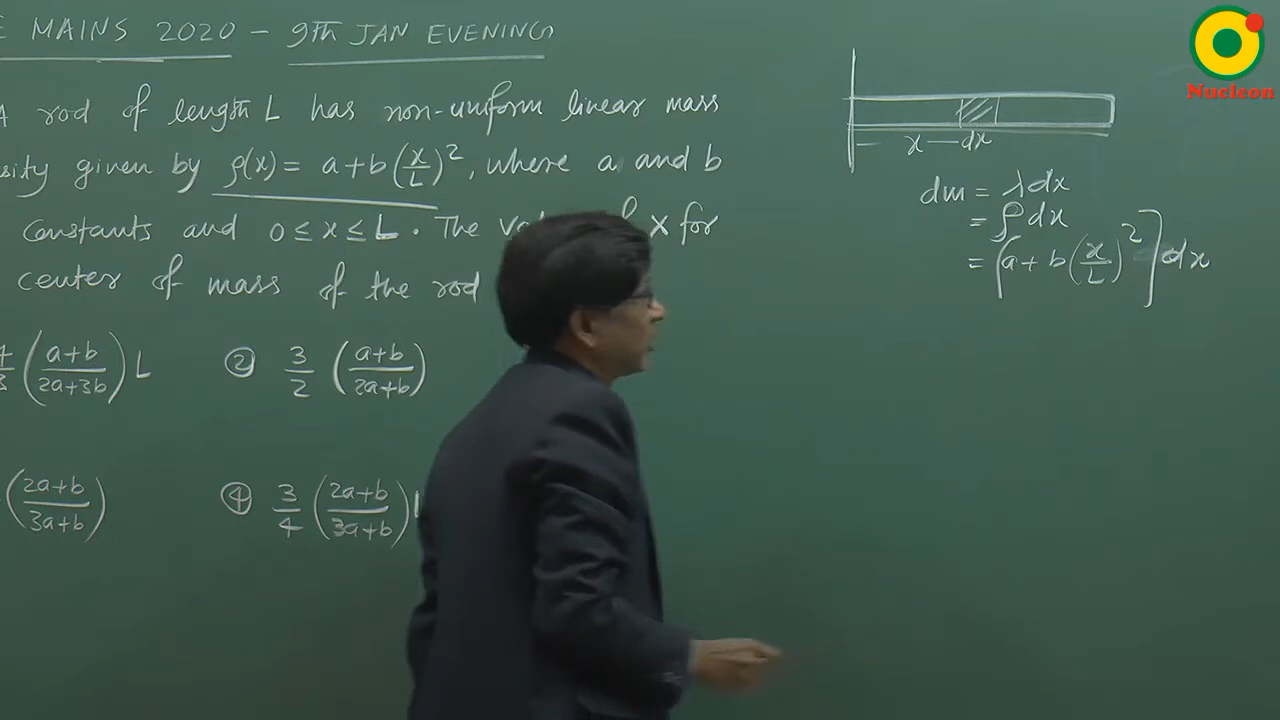 E MAINS 2020 – 9TH JAN EVENING
A rod of length L has non-uniform linear mass
sity given by ρ(x) = a+b(x/L)², where a and b
constants and 0 ≤ x ≤ L. The x for
center of mass of the rod
((a+b)/(2a+3b)) L ② 3/2 ((a+b)/(2a+b))
((2a+b)/(3a+b)) ④ 3/4 ((2a+b)/(3a+b))
x — dx
dm = λdx
= ρdx
= [a + b(x/L)²] dx
Nucleon